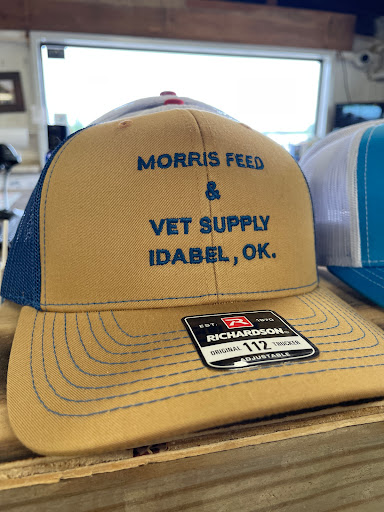 MORRIS FEED
&
VET SUPPLY
IDABEL, OK.
EST. R 1970
RICHARDSON
ORIGINAL 112 TRUCKER
ADJUSTABLE